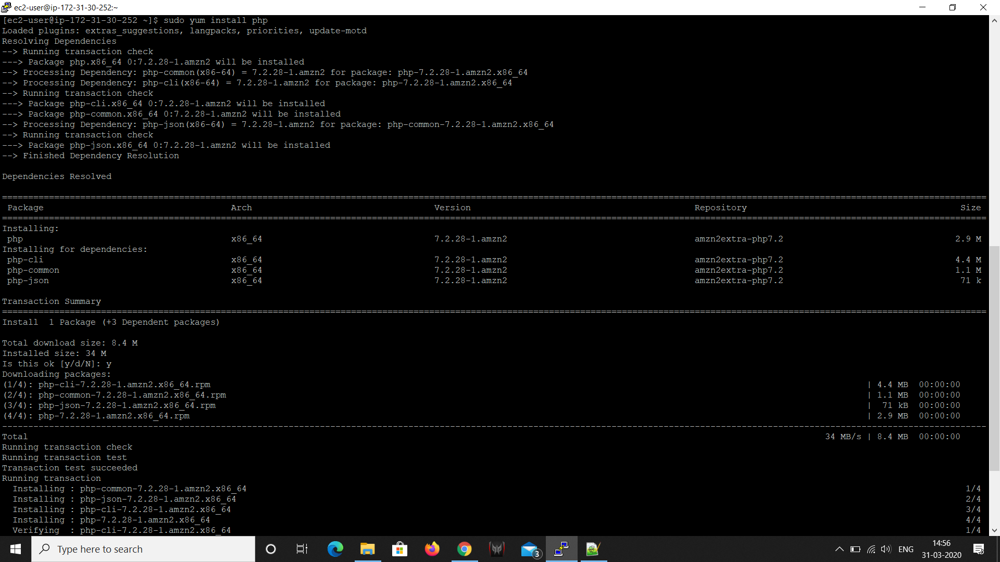 ec2-user@ip-172-31-30-252:~
[ec2-user@ip-172-31-30-252 ~]$ sudo yum install php
Loaded plugins: extras_suggestions, langpacks, priorities, update-motd
Resolving Dependencies
--> Running transaction check
---> Package php.x86_64 0:7.2.28-1.amzn2 will be installed
--> Processing Dependency: php-common(x86-64) = 7.2.28-1.amzn2 for package: php-7.2.28-1.amzn2.x86_64
--> Processing Dependency: php-cli(x86-64) = 7.2.28-1.amzn2 for package: php-7.2.28-1.amzn2.x86_64
--> Running transaction check
---> Package php-cli.x86_64 0:7.2.28-1.amzn2 will be installed
---> Package php-common.x86_64 0:7.2.28-1.amzn2 will be installed
--> Processing Dependency: php-json(x86-64) = 7.2.28-1.amzn2 for package: php-common-7.2.28-1.amzn2.x86_64
--> Running transaction check
---> Package php-json.x86_64 0:7.2.28-1.amzn2 will be installed
--> Finished Dependency Resolution
Dependencies Resolved
Package Arch Version Repository Size
Installing:
php x86_64 7.2.28-1.amzn2 amzn2extra-php7.2 2.9 M
Installing for dependencies:
php-cli x86_64 7.2.28-1.amzn2 amzn2extra-php7.2 4.4 M
php-common x86_64 7.2.28-1.amzn2 amzn2extra-php7.2 1.1 M
php-json x86_64 7.2.28-1.amzn2 amzn2extra-php7.2 71 k
Transaction Summary
Install  1 Package (+3 Dependent packages)
Total download size: 8.4 M
Installed size: 34 M
Is this ok [y/d/N]: y
Downloading packages:
(1/4): php-cli-7.2.28-1.amzn2.x86_64.rpm | 4.4 MB  00:00:00
(2/4): php-common-7.2.28-1.amzn2.x86_64.rpm | 1.1 MB  00:00:00
(3/4): php-json-7.2.28-1.amzn2.x86_64.rpm |  71 kB  00:00:00
(4/4): php-7.2.28-1.amzn2.x86_64.rpm | 2.9 MB  00:00:00
Total 34 MB/s | 8.4 MB  00:00:00
Running transaction check
Running transaction test
Transaction test succeeded
Running transaction
Installing : php-common-7.2.28-1.amzn2.x86_64 1/4
Installing : php-json-7.2.28-1.amzn2.x86_64 2/4
Installing : php-cli-7.2.28-1.amzn2.x86_64 3/4
Installing : php-7.2.28-1.amzn2.x86_64 4/4
Verifying  : php-cli-7.2.28-1.amzn2.x86_64 1/4
Type here to search
3
ENG
14:56
31-03-2020